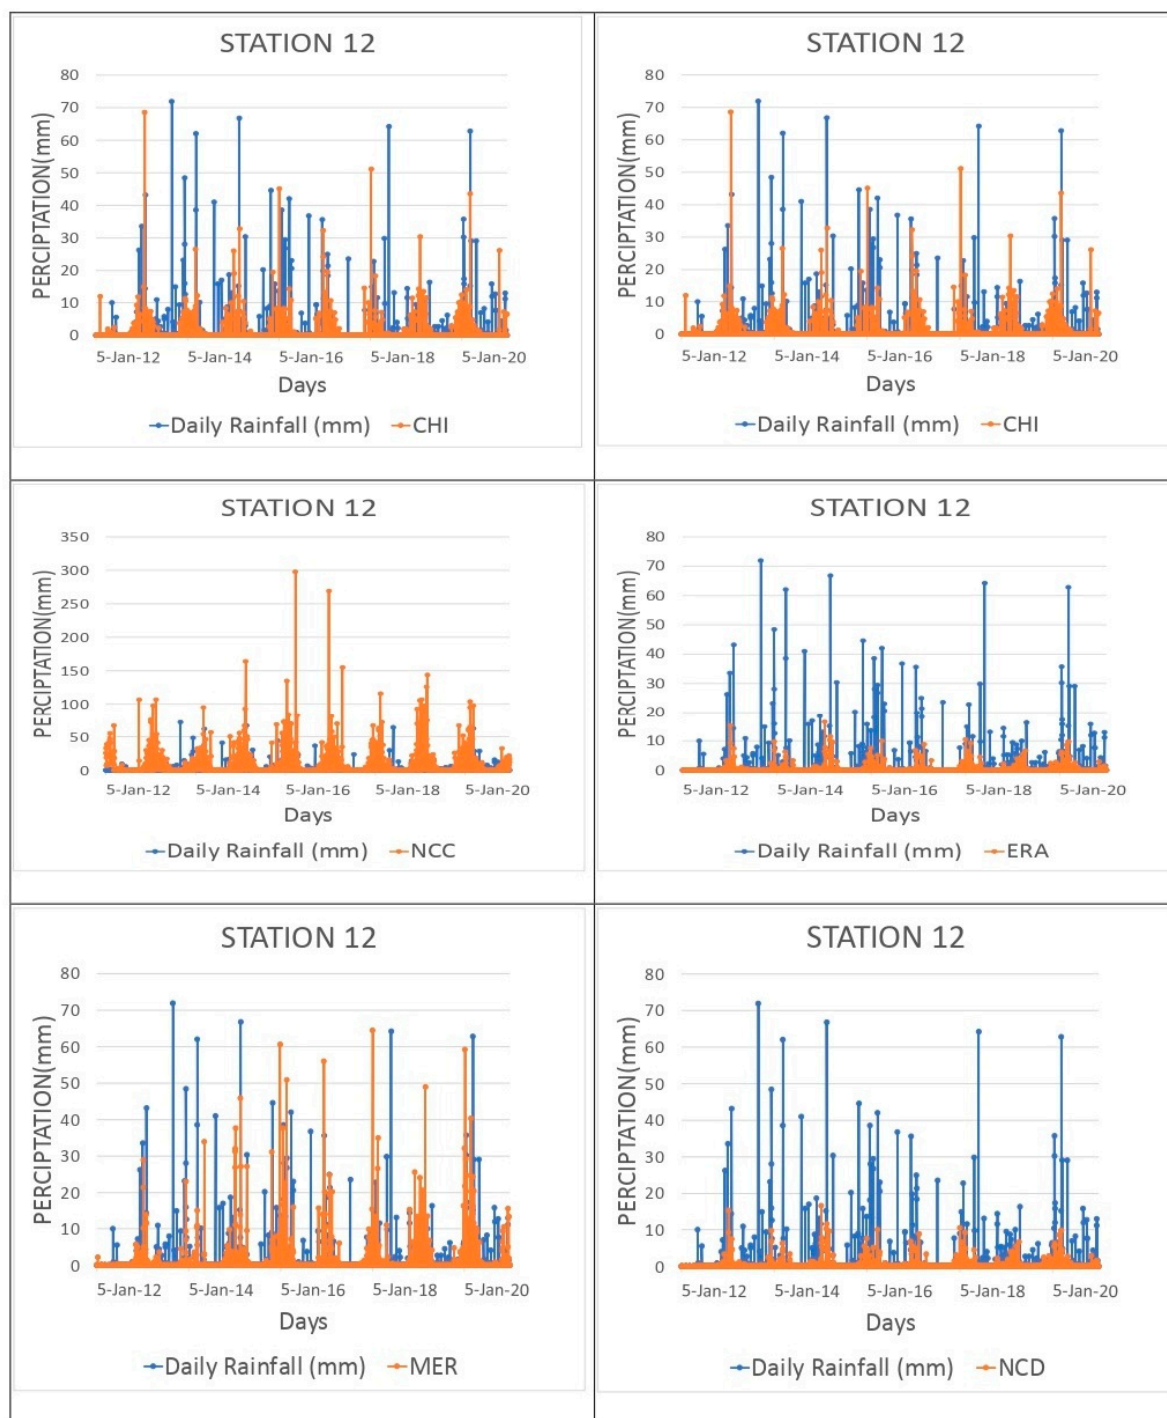 STATION 12
80
70
60
50
40
30
20
10
0
PERCIPTATION(mm)
5-Jan-12 5-Jan-14 5-Jan-16 5-Jan-18 5-Jan-20
Days
Daily Rainfall (mm) CHI
STATION 12
80
70
60
50
40
30
20
10
0
PERCIPTATION(mm)
5-Jan-12 5-Jan-14 5-Jan-16 5-Jan-18 5-Jan-20
Days
Daily Rainfall (mm) CHI
STATION 12
350
300
250
200
150
100
50
0
PERCIPTATION(mm)
5-Jan-12 5-Jan-14 5-Jan-16 5-Jan-18 5-Jan-20
Days
Daily Rainfall (mm) NCC
STATION 12
80
70
60
50
40
30
20
10
0
PERCIPTATION(mm)
5-Jan-12 5-Jan-14 5-Jan-16 5-Jan-18 5-Jan-20
Days
Daily Rainfall (mm) ERA
STATION 12
80
70
60
50
40
30
20
10
0
PERCIPTATION(mm)
5-Jan-12 5-Jan-14 5-Jan-16 5-Jan-18 5-Jan-20
Days
Daily Rainfall (mm) MER
STATION 12
80
70
60
50
40
30
20
10
0
PERCIPTATION(mm)
5-Jan-12 5-Jan-14 5-Jan-16 5-Jan-18 5-Jan-20
Days
Daily Rainfall (mm) NCD